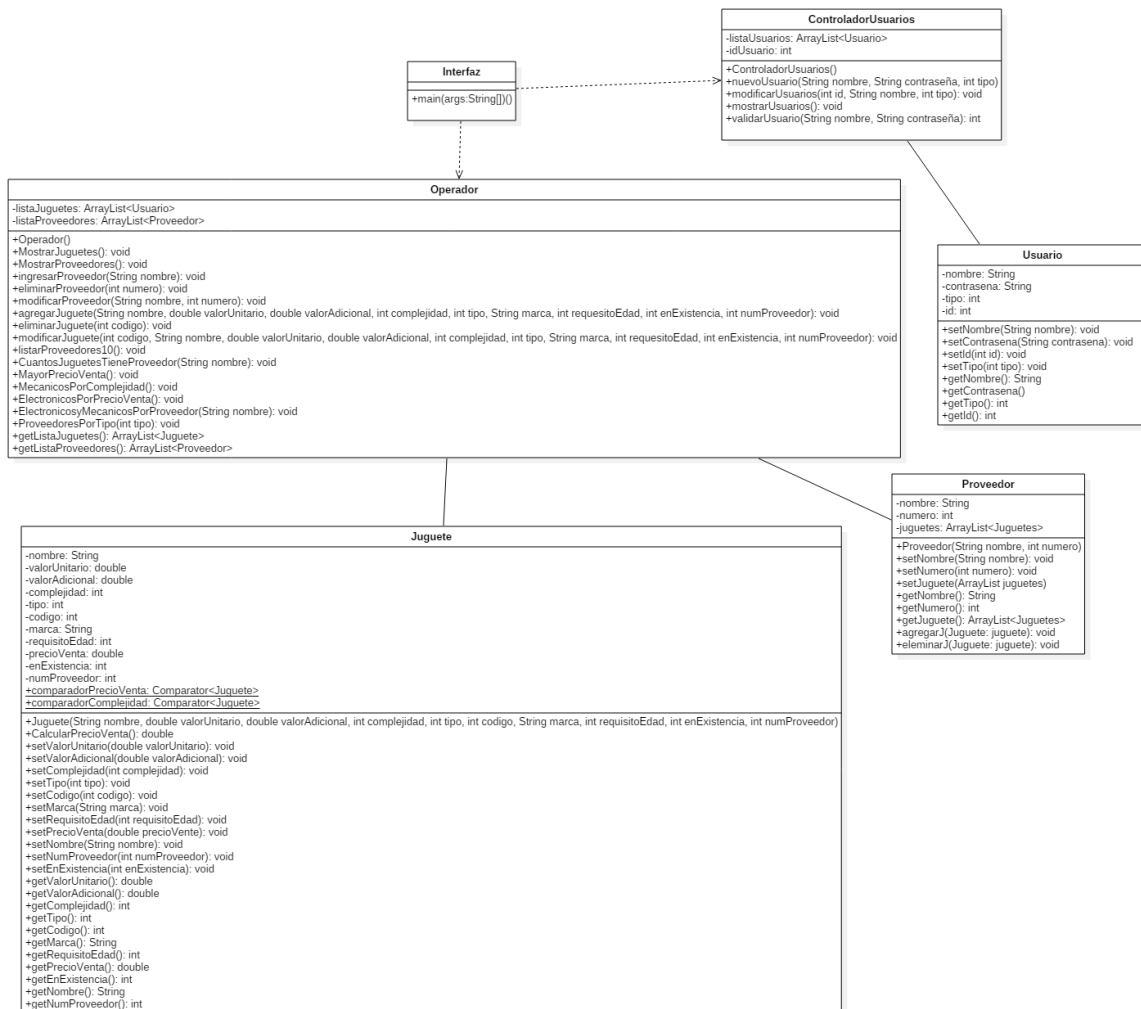 ControladorUsuarios
-listaUsuarios: ArrayList<Usuario>
-idUsuario: int
+ControladorUsuarios()
+nuevoUsuario(String nombre, String contraseña, int tipo)
+modificarUsuarios(int id, String nombre, int tipo): void
+mostrarUsuarios(): void
+validarUsuario(String nombre, String contraseña): int
Interfaz
+main(args:String[])()
Operador
-listaJuguetes: ArrayList<Usuario>
-listaProveedores: ArrayList<Proveedor>
+Operador()
+MostrarJuguetes(): void
+MostrarProveedores(): void
+ingresarProveedor(String nombre): void
+eliminarProveedor(int numero): void
+modificarProveedor(String nombre, int numero): void
+agregarJuguete(String nombre, double valorUnitario, double valorAdicional, int complejidad, int tipo, String marca, int requesitoEdad, int enExistencia, int numProveedor): void
+eliminarJuguete(int codigo): void
+modificarJuguete(int codigo, String nombre, double valorUnitario, double valorAdicional, int complejidad, int tipo, String marca, int requesitoEdad, int enExistencia, int numProveedor): void
+listarProveedores10(): void
+CuantosJuguetesTieneProveedor(String nombre): void
+MayorPrecioVenta(): void
+MecanicosPorComplejidad(): void
+ElectronicosPorPrecioVenta(): void
+ElectronicosyMecanicosPorProveedor(String nombre): void
+ProveedoresPorTipo(int tipo): void
+getListaJuguetes(): ArrayList<Juguete>
+getListaProveedores(): ArrayList<Proveedor>
Usuario
-nombre: String
-contrasena: String
-tipo: int
-id: int
+setNombre(String nombre): void
+setContrasena(String contrasena): void
+setId(int id): void
+setTipo(int tipo): void
+getNombre(): String
+getContrasena()
+getTipo(): int
+getId(): int
Proveedor
-nombre: String
-numero: int
-juguetes: ArrayList<Juguetes>
+Proveedor(String nombre, int numero)
+setNombre(String nombre): void
+setNumero(int numero): void
+setJuguete(ArrayList juguetes)
+getNombre(): String
+getNumero(): int
+getJuguete(): ArrayList<Juguetes>
+agregarJ(Juguete: juguete): void
+eleminarJ(Juguete: juguete): void
Juguete
-nombre: String
-valorUnitario: double
-valorAdicional: double
-complejidad: int
-tipo: int
-codigo: int
-marca: String
-requisitoEdad: int
-precioVenta: double
-enExistencia: int
-numProveedor: int
+comparadorPrecioVenta: Comparator<Juguete>
+comparadorComplejidad: Comparator<Juguete>
+Juguete(String nombre, double valorUnitario, double valorAdicional, int complejidad, int tipo, int codigo, String marca, int requisitoEdad, int enExistencia, int numProveedor)
+CalcularPrecioVenta(): double
+setValorUnitario(double valorUnitario): void
+setValorAdicional(double valorAdicional): void
+setComplejidad(int complejidad): void
+setTipo(int tipo): void
+setCodigo(int codigo): void
+setMarca(String marca): void
+setRequisitoEdad(int requisitoEdad): void
+setPrecioVenta(double precioVente): void
+setNombre(String nombre): void
+setNumProveedor(int numProveedor): void
+setEnExistencia(int enExistencia): void
+getValorUnitario(): double
+getValorAdicional(): double
+getComplejidad(): int
+getTipo(): int
+getCodigo(): int
+getMarca(): String
+getRequisitoEdad(): int
+getPrecioVenta(): double
+getEnExistencia(): int
+getNombre(): String
+getNumProveedor(): int